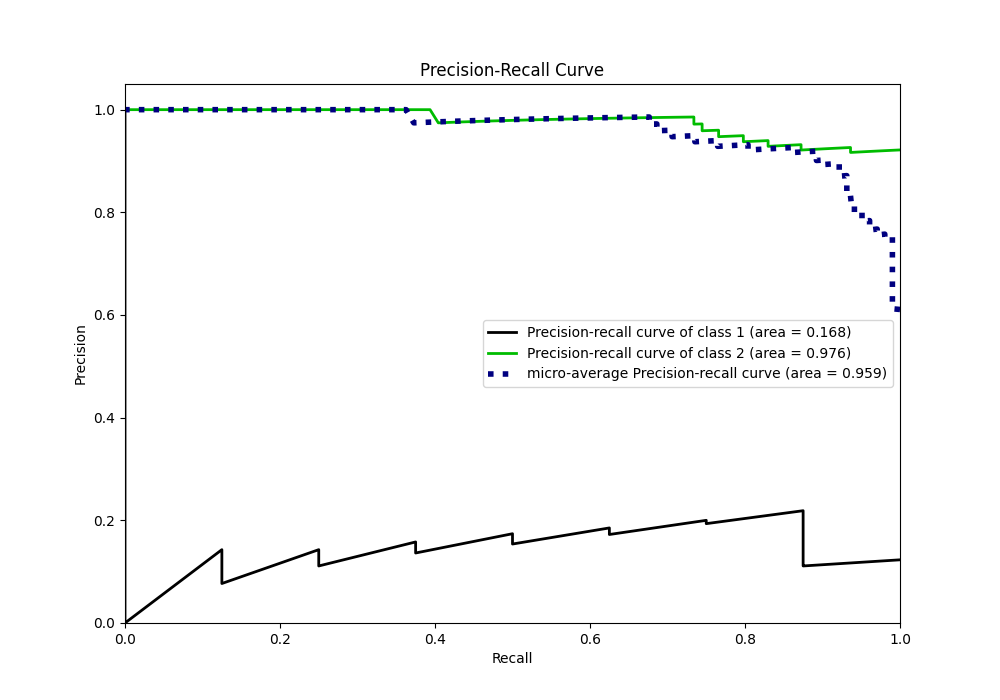 Precision-Recall Curve
1.0
0.8
0.6
0.4
0.2
0.0
Precision
Precision-recall curve of class 1 (area = 0.168)
Precision-recall curve of class 2 (area = 0.976)
micro-average Precision-recall curve (area = 0.959)
0.0 0.2 0.4 0.6 0.8 1.0
Recall